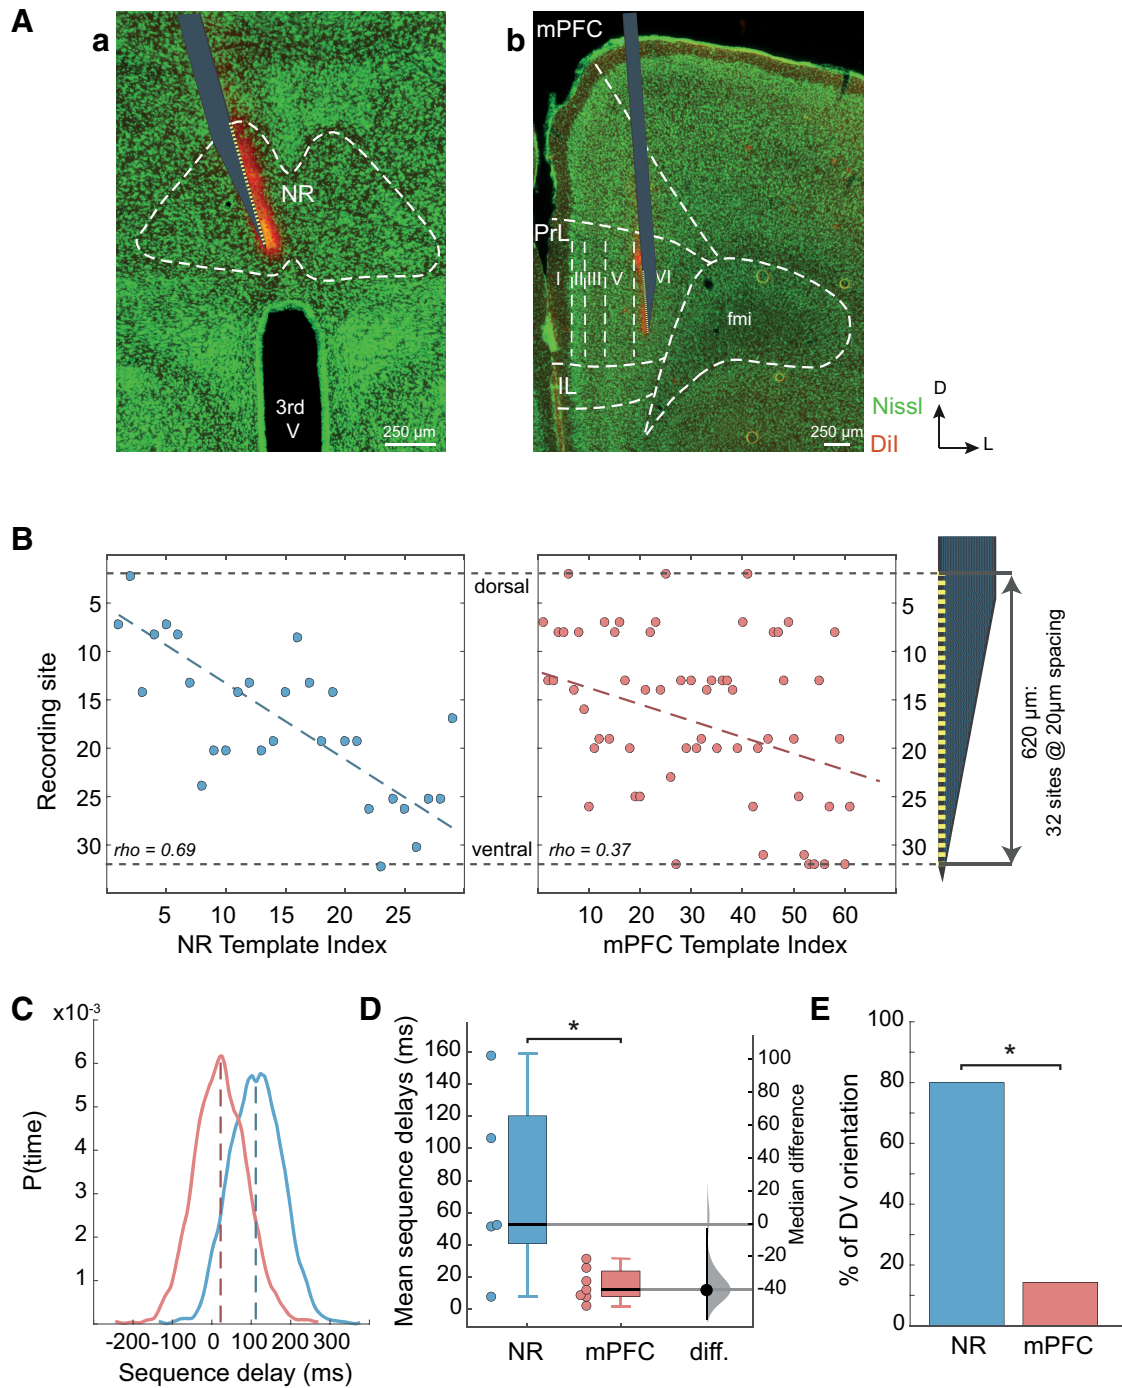 A
a
b
mPFC
NR
3rd
V
250 µm
PrL
I
II
III
V
VI
fmi
IL
250 µm
Nissl
DiI
D
L
B
Recording site
5
10
15
20
25
30
dorsal
ventral
rho = 0.69
rho = 0.37
5
10
15
20
25
30
5
10
15
20
25
NR Template Index
10
20
30
40
50
60
mPFC Template Index
620 µm:
32 sites @ 20µm spacing
C
x10-3
P(time)
6
5
4
3
2
1
-200
-100
0
100
200
300
Sequence delay (ms)
D
Mean sequence delays (ms)
160
140
120
100
80
60
40
20
0
*
100
80
60
40
20
0
-20
-40
Median difference
NR
mPFC
diff.
E
% of DV orientation
100
80
60
40
20
0
*
NR
mPFC